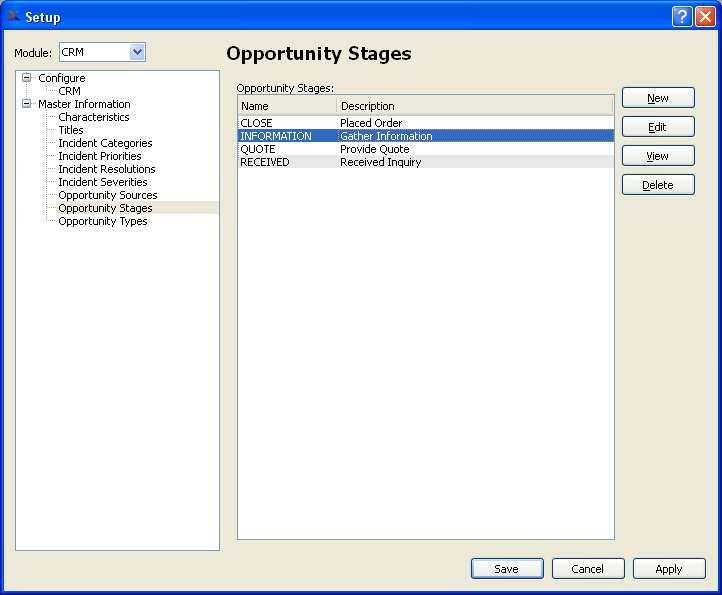 Setup
Module: CRM
Opportunity Stages
Configure
CRM
Master Information
Characteristics
Titles
Incident Categories
Incident Priorities
Incident Resolutions
Incident Severities
Opportunity Sources
Opportunity Stages
Opportunity Types
Opportunity Stages:
Name Description
CLOSE Placed Order
INFORMATION Gather Information
QUOTE Provide Quote
RECEIVED Received Inquiry
New
Edit
View
Delete
Save Cancel Apply